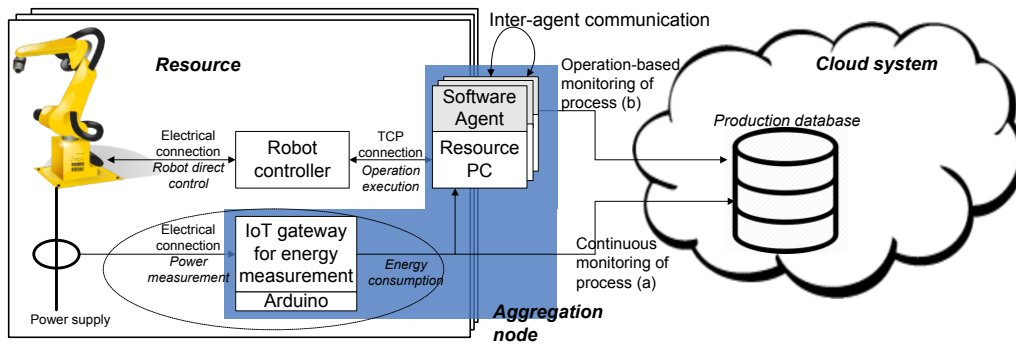 Inter-agent communication
Resource
Cloud system
Operation-based
monitoring of
process (b)
Software
Agent
Resource
PC
Production database
Electrical
connection
Robot direct
control
Robot
controller
TCP
connection
Operation
execution
Electrical
connection
Power
measurement
IoT gateway
for energy
measurement
Arduino
Energy
consumption
Continuous
monitoring of
process (a)
Power supply
Aggregation
node